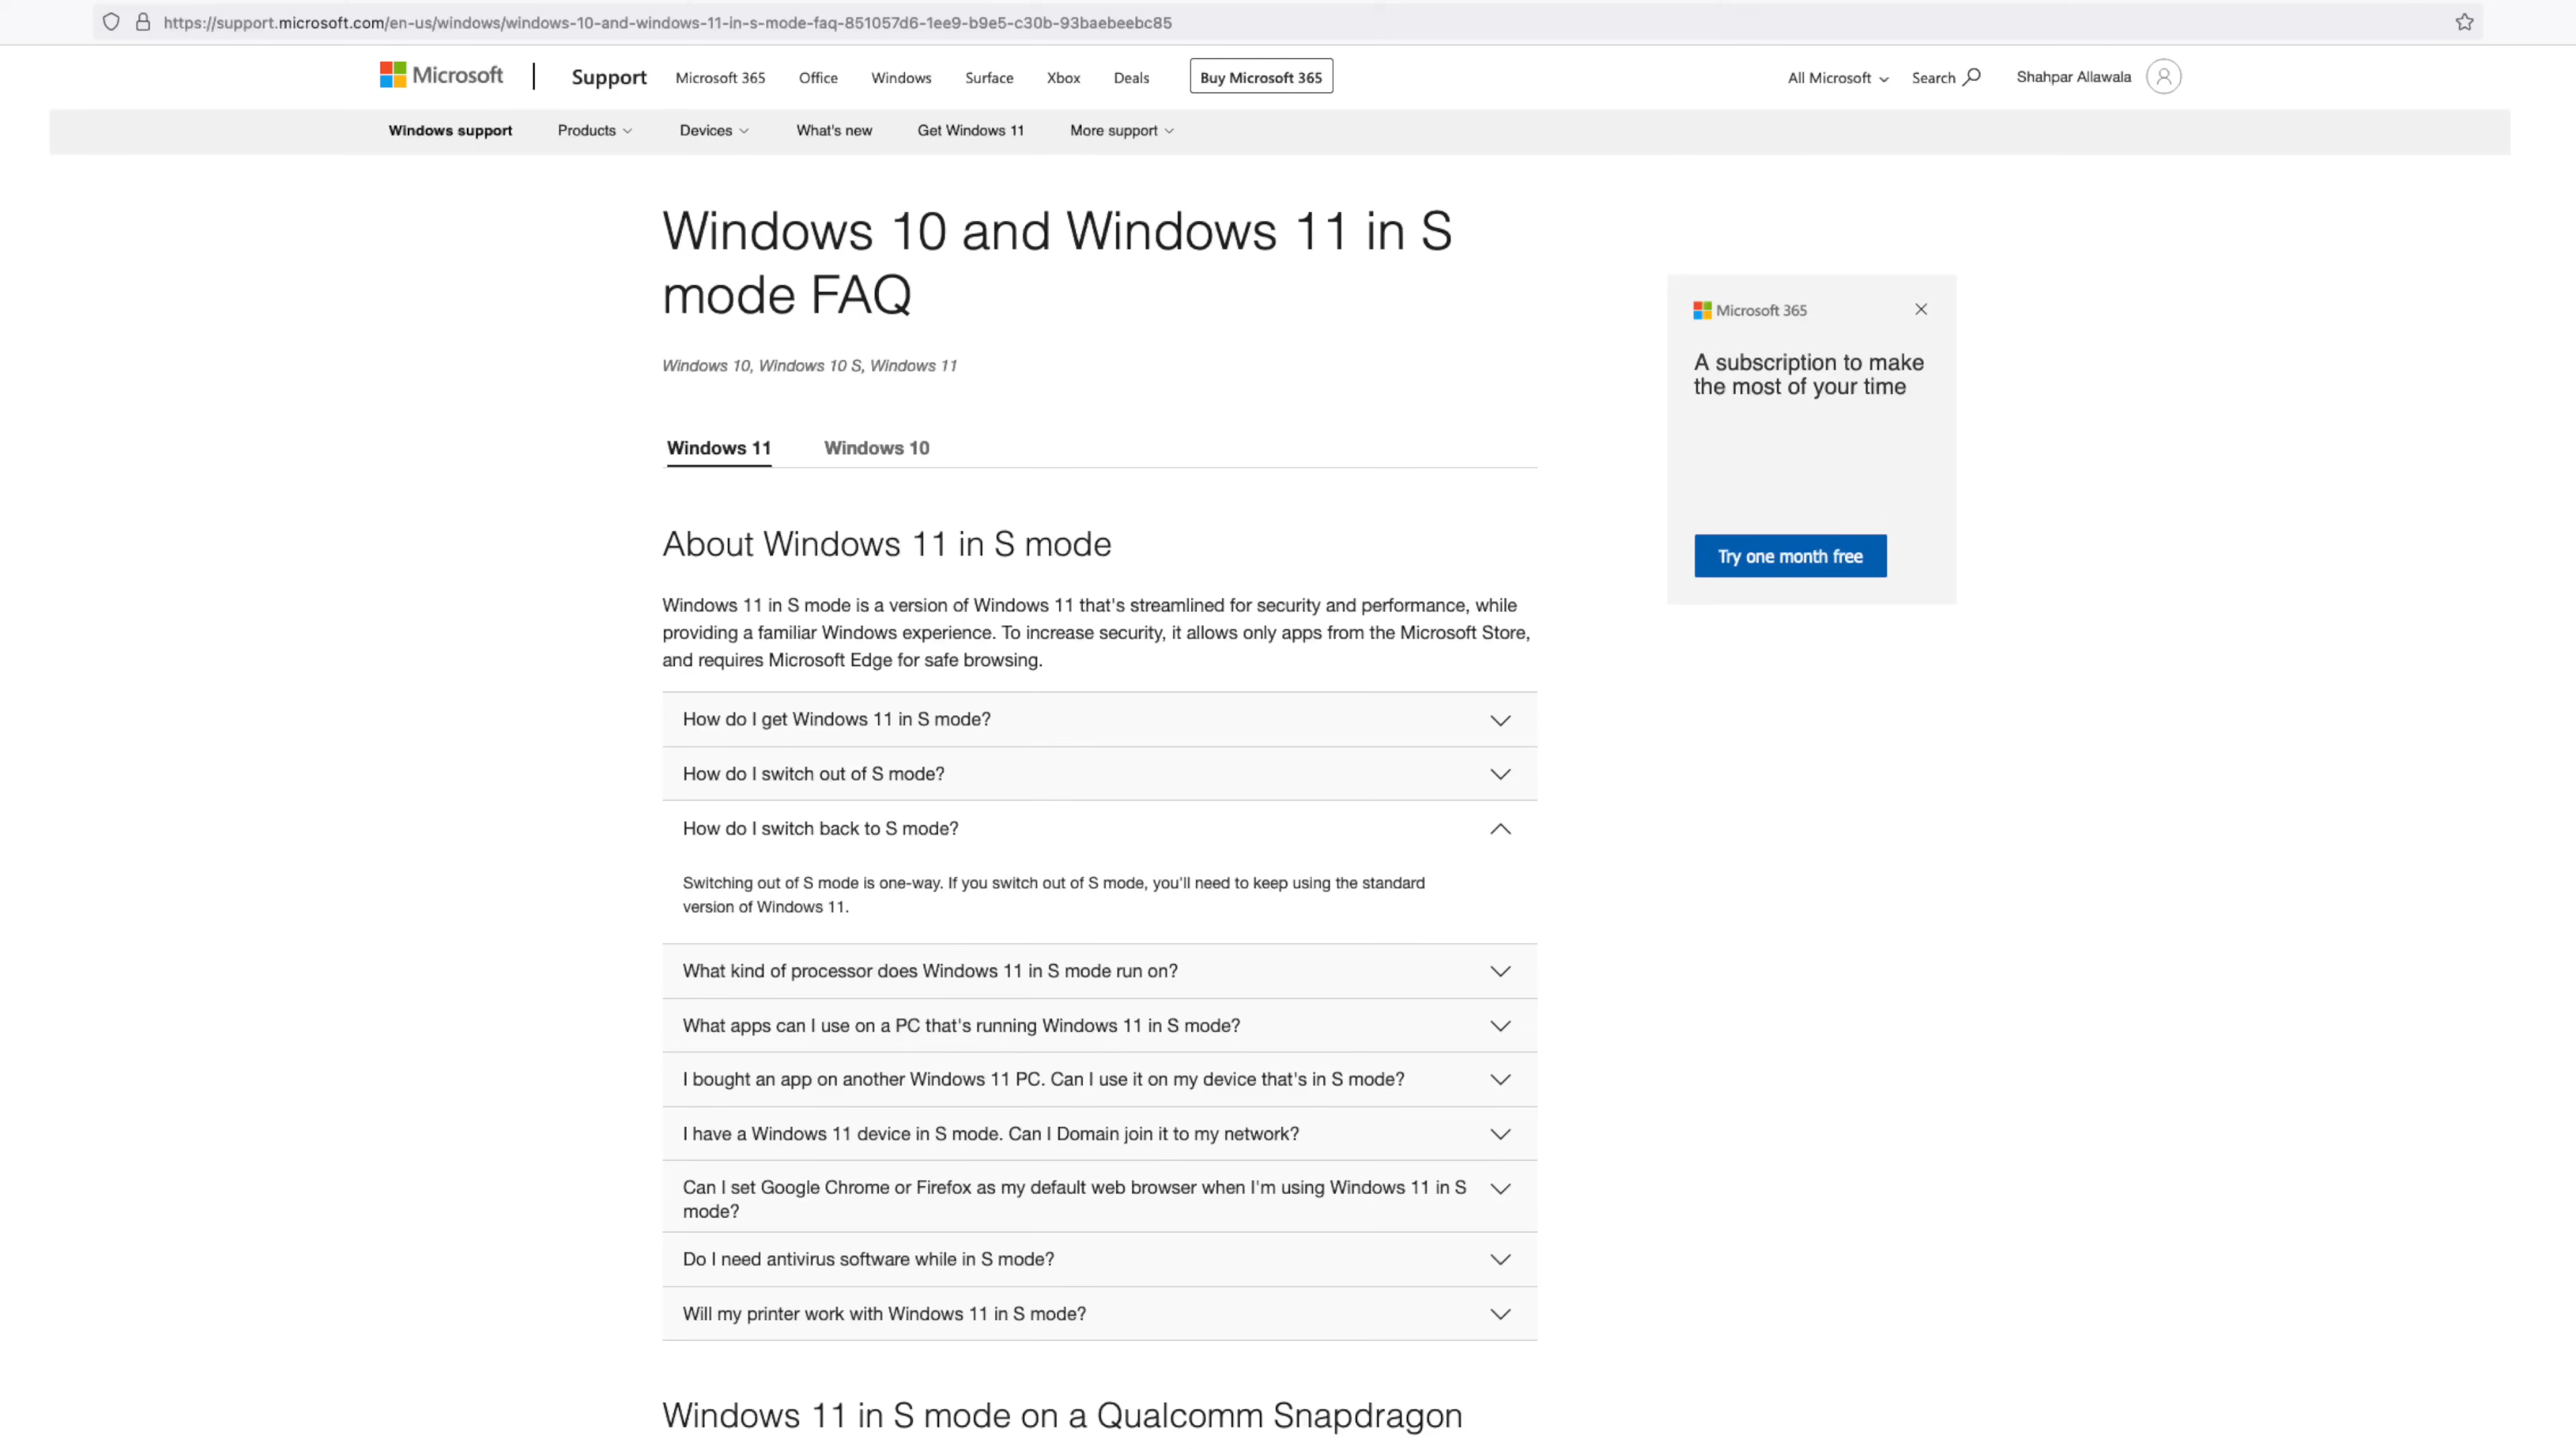 https://support.microsoft.com/en-us/windows/windows-10-and-windows-11-in-s-mode-faq-851057d6-1ee9-b9e5-c30b-93baebeebc85
Microsoft Support Microsoft 365 Office Windows Surface Xbox Deals Buy Microsoft 365 All Microsoft Search Shahpar Allawala
Windows support Products Devices What's new Get Windows 11 More support
Windows 10 and Windows 11 in S
mode FAQ
Windows 10, Windows 10 S, Windows 11
Windows 11 Windows 10
About Windows 11 in S mode
Windows 11 in S mode is a version of Windows 11 that's streamlined for security and performance, while
providing a familiar Windows experience. To increase security, it allows only apps from the Microsoft Store,
and requires Microsoft Edge for safe browsing.
How do I get Windows 11 in S mode?
How do I switch out of S mode?
How do I switch back to S mode?
Switching out of S mode is one-way. If you switch out of S mode, you'll need to keep using the standard
version of Windows 11.
What kind of processor does Windows 11 in S mode run on?
What apps can I use on a PC that's running Windows 11 in S mode?
I bought an app on another Windows 11 PC. Can I use it on my device that's in S mode?
I have a Windows 11 device in S mode. Can I Domain join it to my network?
Can I set Google Chrome or Firefox as my default web browser when I'm using Windows 11 in S
mode?
Do I need antivirus software while in S mode?
Will my printer work with Windows 11 in S mode?
Windows 11 in S mode on a Qualcomm Snapdragon
Microsoft 365
A subscription to make
the most of your time
Try one month free